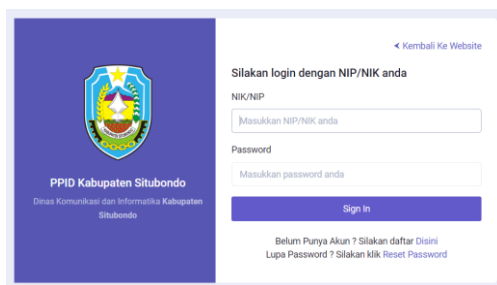 PPID Kabupaten Situbondo
Dinas Komunikasi dan Informatika Kabupaten
Situbondo
Kembali Ke Website
Silakan login dengan NIP/NIK anda
NIK/NIP
Masukkan NIP/NIK anda
Password
Masukkan password anda
Sign In
Belum Punya Akun ? Silakan daftar Disini
Lupa Password ? Silakan klik Reset Password